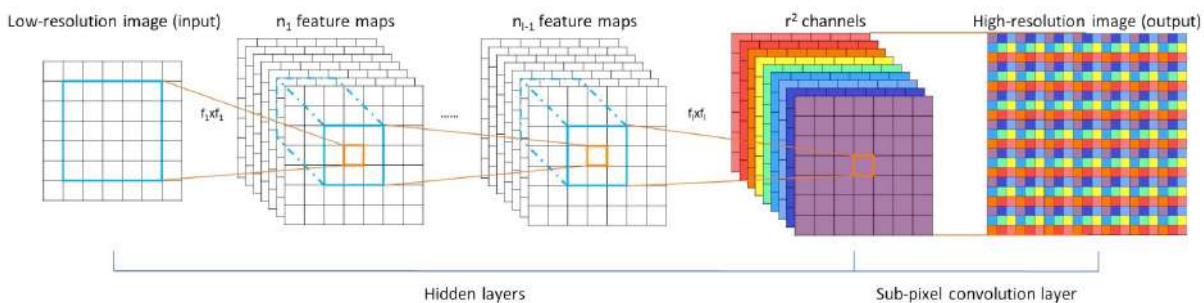 Low-resolution image (input)
n₁ feature maps
nₗ₋₁ feature maps
r² channels
High-resolution image (output)
f₁xf₁
......
fₗxfₗ
Hidden layers
Sub-pixel convolution layer